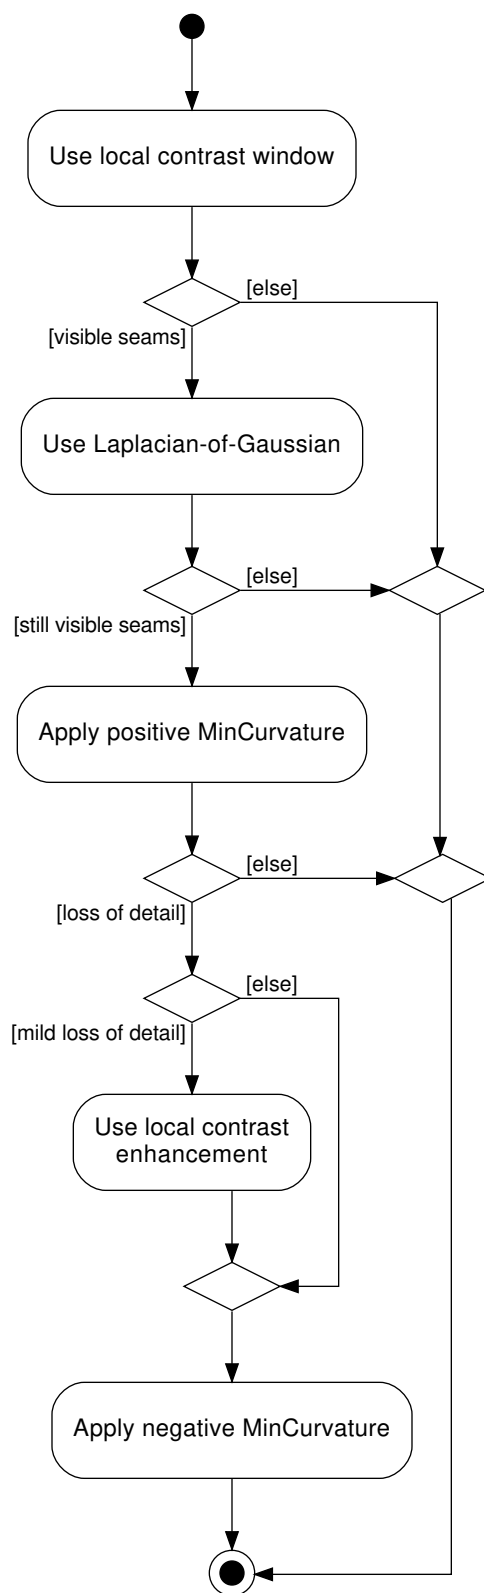 Use local contrast window
[else]
[visible seams]
Use Laplacian-of-Gaussian
[else]
[still visible seams]
Apply positive MinCurvature
[else]
[loss of detail]
[else]
[mild loss of detail]
Use local contrast
enhancement
Apply negative MinCurvature